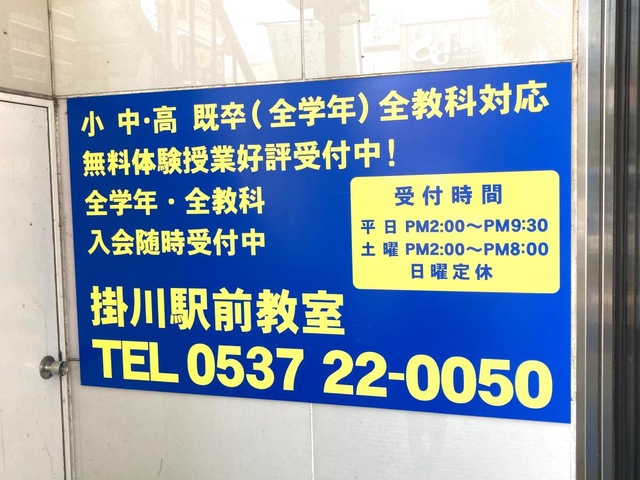 小 中・高 既卒(全学年)全教科対応
無料体験授業好評受付中!
全学年・全教科
入会随時受付中
受付時間
平日 PM2:00～PM9:30
土曜 PM2:00～PM8:00
日曜定休
掛川駅前教室
TEL 0537 22-0050